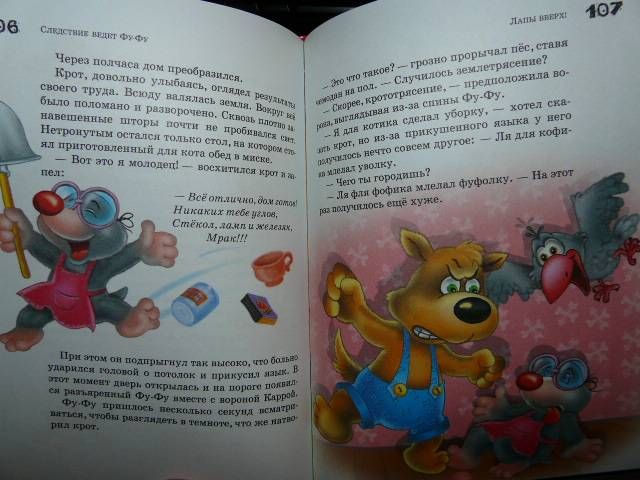 06
СЛЕДСТВИЕ ВЕДЕТ ФУ-ФУ
Через полчаса дом преобразился.
Крот, довольно улыбаясь, оглядел результаты
своего труда. Всюду валялась земля. Вокруг всё
было поломано и разворочено. Сквозь плотно за-
навешенные шторы почти не пробивался свет.
Нетронутым остался только стол, на котором сто-
ял приготовленный для кота обед в миске.
— Вот это я молодец! — восхитился крот и за-
пел:
— Всё отлично, дом готов!
Никаких тебе углов,
Стёкол, ламп и железяк,
Мрак!!!
При этом он подпрыгнул так высоко, что больно
ударился головой о потолок и прикусил язык. В
этот момент дверь открылась и на пороге появил-
ся разъяренный Фу-Фу вместе с вороной Каррой.
Фу-Фу пришлось несколько секунд всматри-
ваться, чтобы разглядеть в темноте, что же натво-
рил крот.
ЛАПЫ ВВЕРХ!
107
— Это что такое? — грозно прорычал пёс, ставя
чемодан на пол. — Случилось землетрясение?
— Скорее, крототрясение, — предположила во-
рона, выглядывая из-за спины Фу-Фу.
— Я для котика сделал уборку, — хотел ска-
зать крот, но из-за прикушенного языка у него
получилось нечто совсем другое: — Ля для кофи-
ка млелал уволку.
— Чего ты городишь?
— Ля фли фофика млелал фуфолку. — На этот
раз получилось ещё хуже.